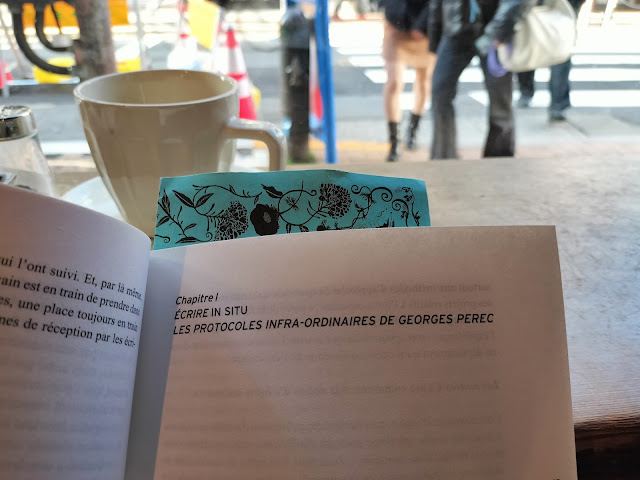 ui l'ont suivi. Et, par là même,
rain est en train de prendre dans
es, une place toujours en train
nes de réception par les écri-
Chapitre I
ÉCRIRE IN SITU
LES PROTOCOLES INFRA-ORDINAIRES DE GEORGES PEREC